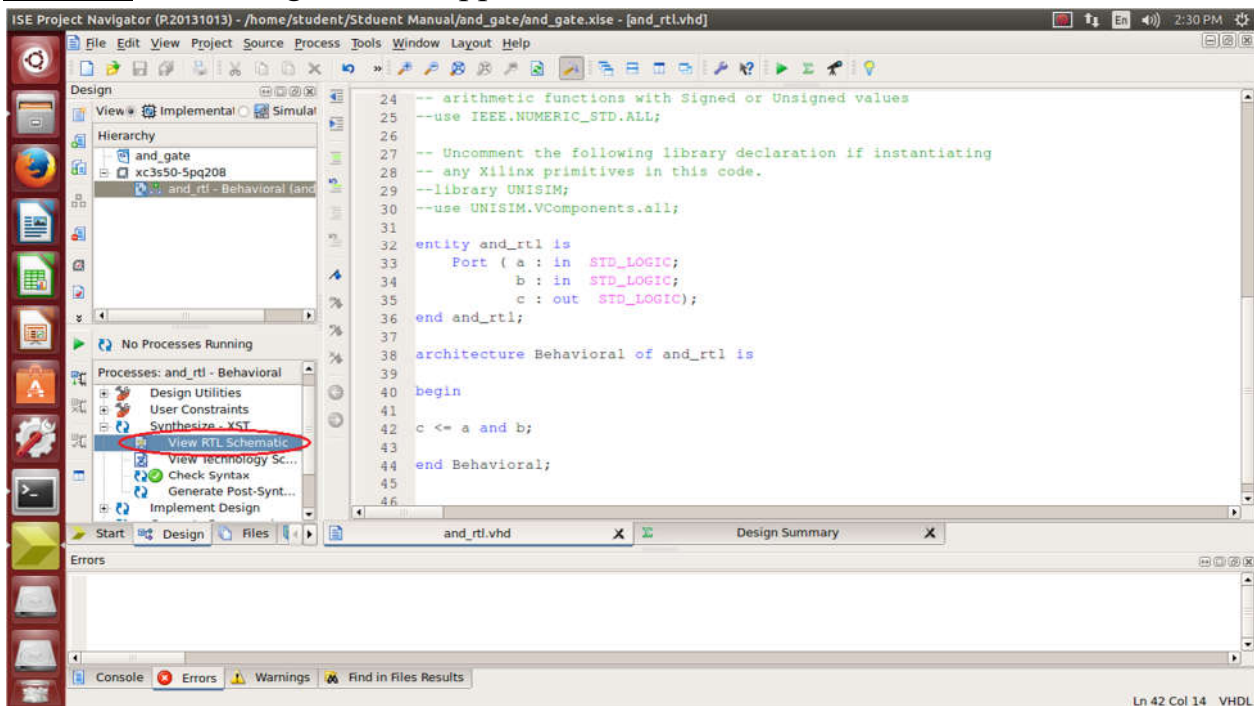 ISE Project Navigator (P.20131013) - /home/student/Stduent Manual/and_gate/and_gate.xise - [and_rtl.vhd]
En 2:30 PM
File Edit View Project Source Process Tools Window Layout Help
Design
View Implementat Simulat
Hierarchy
and_gate
xc3s50-5pq208
and_rtl - Behavioral (and
No Processes Running
Processes: and_rtl - Behavioral
Design Utilities
User Constraints
Synthesize - XST
View RTL Schematic
View Technology Sc...
Check Syntax
Generate Post-Synt...
Implement Design
Start Design Files
24 -- arithmetic functions with Signed or Unsigned values
25 --use IEEE.NUMERIC_STD.ALL;
26
27 -- Uncomment the following library declaration if instantiating
28 -- any Xilinx primitives in this code.
29 --library UNISIM;
30 --use UNISIM.VComponents.all;
31
32 entity and_rtl is
33 Port ( a : in STD_LOGIC;
34 b : in STD_LOGIC;
35 c : out STD_LOGIC);
36 end and_rtl;
37
38 architecture Behavioral of and_rtl is
39
40 begin
41
42 c <= a and b;
43
44 end Behavioral;
45
46
and_rtl.vhd Design Summary
Errors
Console Errors Warnings Find in Files Results
Ln 42 Col 14 VHDL